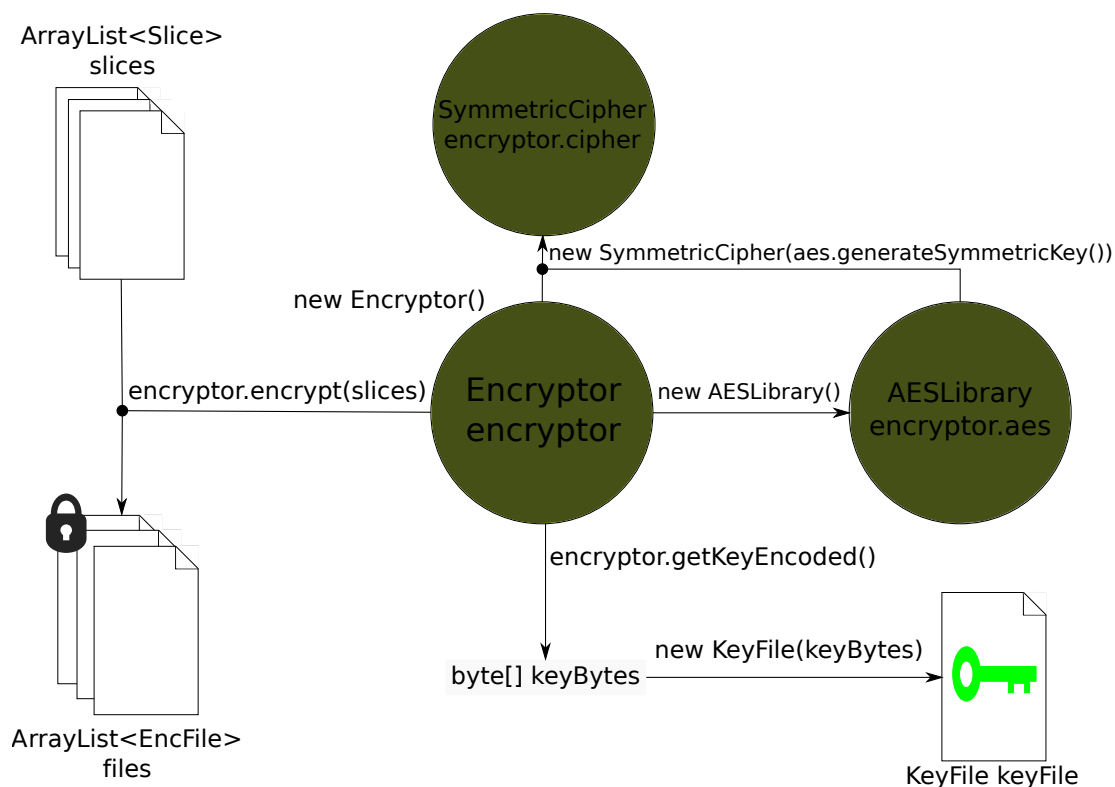 ArrayList<Slice>
slices
SymmetricCipher
encryptor.cipher
new SymmetricCipher(aes.generateSymmetricKey())
new Encryptor()
encryptor.encrypt(slices)
Encryptor
encryptor
new AESLibrary()
AESLibrary
encryptor.aes
encryptor.getKeyEncoded()
byte[] keyBytes
new KeyFile(keyBytes)
ArrayList<EncFile>
files
KeyFile keyFile